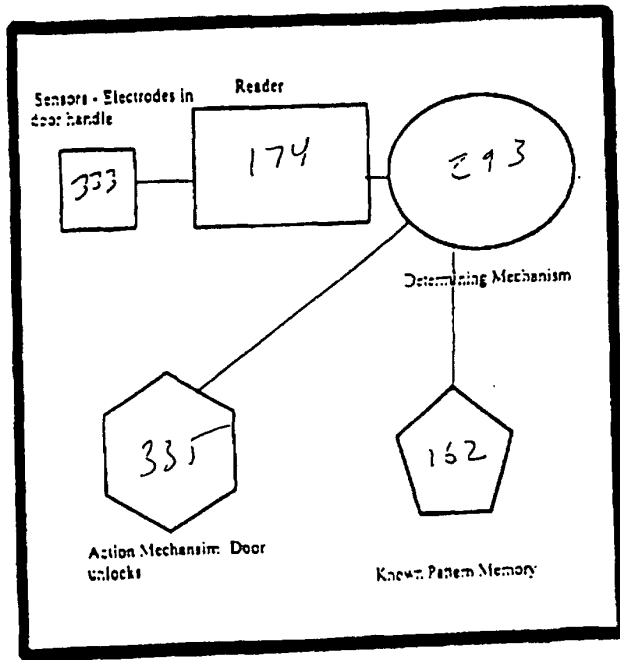 Sensors - Electrodes in
door handle
Reader
333
174
293
Determining Mechanism
335
162
Action Mechansim: Door
unlocks
Known Pattern Memory